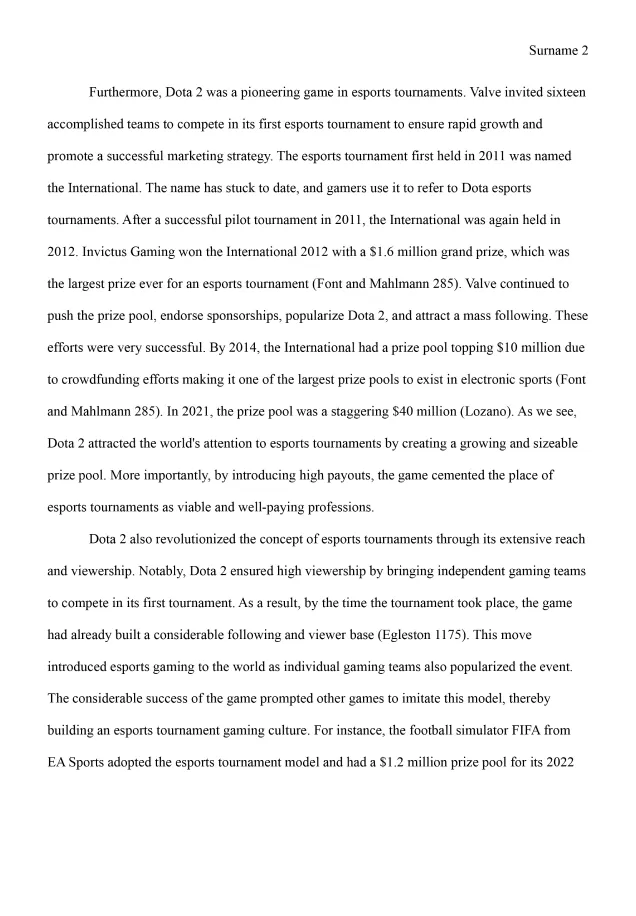 Surname 2
Furthermore, Dota 2 was a pioneering game in esports tournaments. Valve invited sixteen
accomplished teams to compete in its first esports tournament to ensure rapid growth and
promote a successful marketing strategy. The esports tournament first held in 2011 was named
the International. The name has stuck to date, and gamers use it to refer to Dota esports
tournaments. After a successful pilot tournament in 2011, the International was again held in
2012. Invictus Gaming won the International 2012 with a $1.6 million grand prize, which was
the largest prize ever for an esports tournament (Font and Mahlmann 285). Valve continued to
push the prize pool, endorse sponsorships, popularize Dota 2, and attract a mass following. These
efforts were very successful. By 2014, the International had a prize pool topping $10 million due
to crowdfunding efforts making it one of the largest prize pools to exist in electronic sports (Font
and Mahlmann 285). In 2021, the prize pool was a staggering $40 million (Lozano). As we see,
Dota 2 attracted the world's attention to esports tournaments by creating a growing and sizeable
prize pool. More importantly, by introducing high payouts, the game cemented the place of
esports tournaments as viable and well-paying professions.
Dota 2 also revolutionized the concept of esports tournaments through its extensive reach
and viewership. Notably, Dota 2 ensured high viewership by bringing independent gaming teams
to compete in its first tournament. As a result, by the time the tournament took place, the game
had already built a considerable following and viewer base (Egleston 1175). This move
introduced esports gaming to the world as individual gaming teams also popularized the event.
The considerable success of the game prompted other games to imitate this model, thereby
building an esports tournament gaming culture. For instance, the football simulator FIFA from
EA Sports adopted the esports tournament model and had a $1.2 million prize pool for its 2022